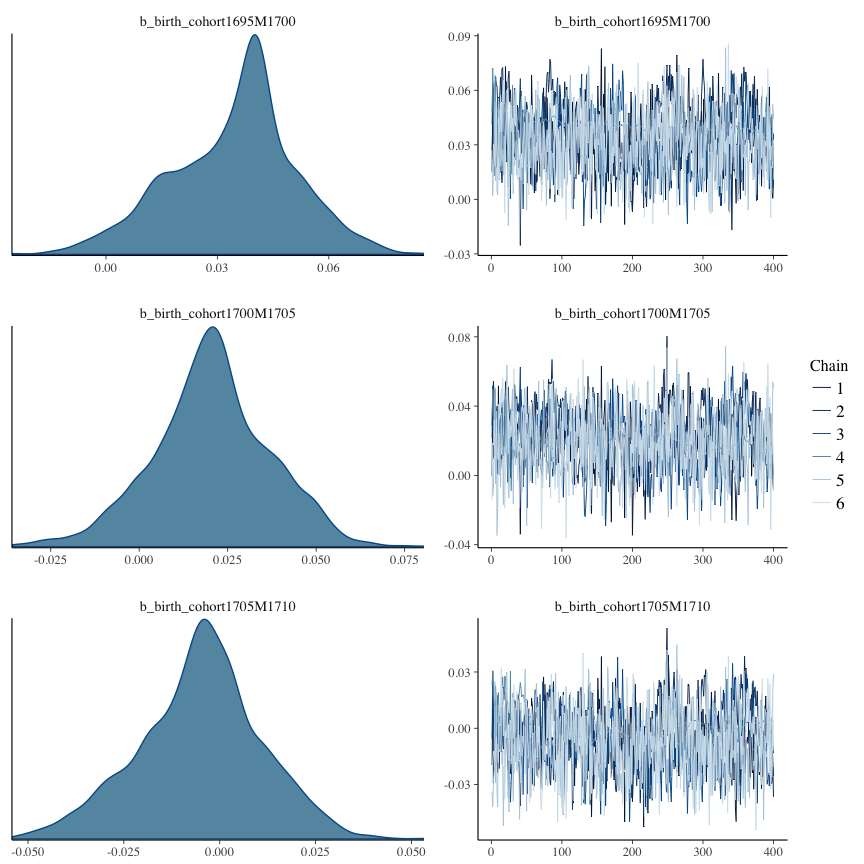 b_birth_cohort1695M1700
b_birth_cohort1695M1700
0.09
0.06
0.03
0.00
-0.03
0.00 0.03 0.06
0 100 200 300 400
b_birth_cohort1700M1705
b_birth_cohort1700M1705
0.08
0.04
0.00
-0.04
-0.025 0.000 0.025 0.050 0.075
0 100 200 300 400
Chain
1
2
3
4
5
6
b_birth_cohort1705M1710
b_birth_cohort1705M1710
0.03
0.00
-0.03
-0.050 -0.025 0.000 0.025 0.050
0 100 200 300 400